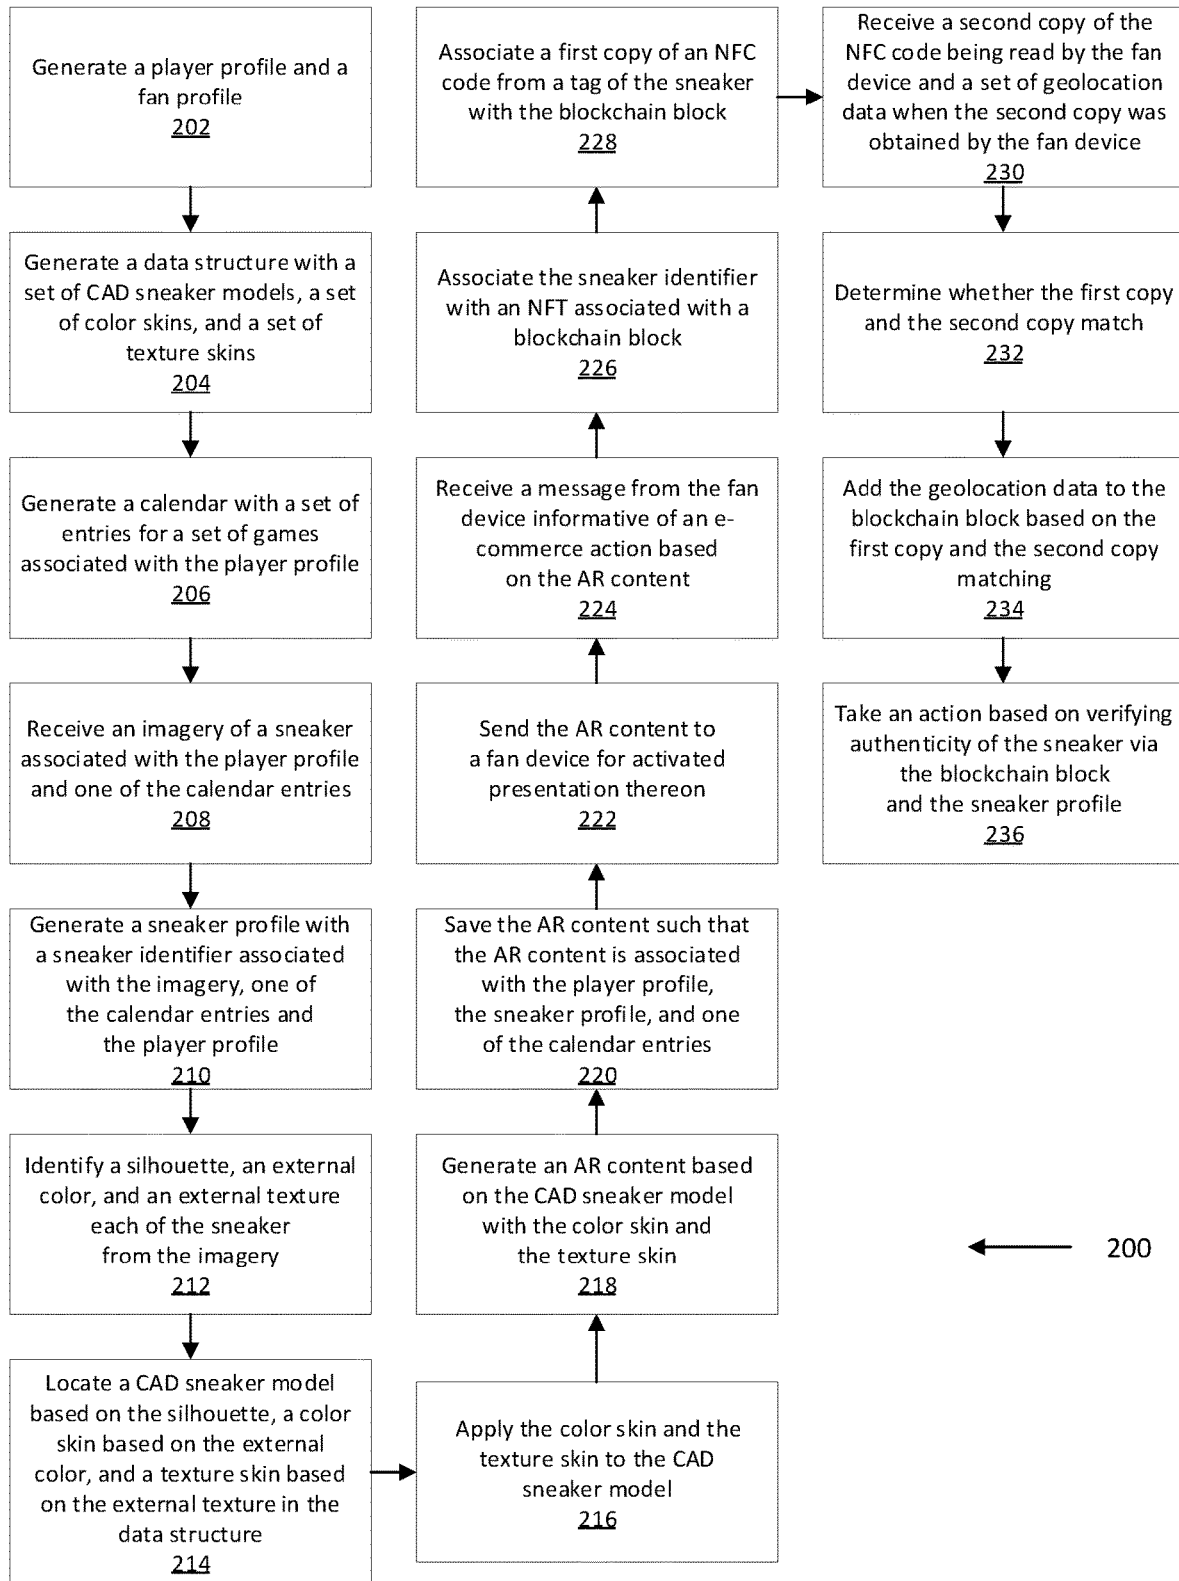 Generate a player profile and a
fan profile
202
Generate a data structure with a
set of CAD sneaker models, a set
of color skins, and a set of
texture skins
204
Generate a calendar with a set of
entries for a set of games
associated with the player profile
206
Receive an imagery of a sneaker
associated with the player profile
and one of the calendar entries
208
Generate a sneaker profile with
a sneaker identifier associated
with the imagery, one of
the calendar entries and
the player profile
210
Identify a silhouette, an external
color, and an external texture
each of the sneaker
from the imagery
212
Locate a CAD sneaker model
based on the silhouette, a color
skin based on the external
color, and a texture skin based
on the external texture in the
data structure
214
Apply the color skin and the
texture skin to the CAD
sneaker model
216
Generate an AR content based
on the CAD sneaker model
with the color skin and
the texture skin
218
Save the AR content such that
the AR content is associated
with the player profile,
the sneaker profile, and one
of the calendar entries
220
Send the AR content to
a fan device for activated
presentation thereon
222
Receive a message from the fan
device informative of an e-
commerce action based
on the AR content
224
Associate the sneaker identifier
with an NFT associated with a
blockchain block
226
Associate a first copy of an NFC
code from a tag of the sneaker
with the blockchain block
228
Receive a second copy of the
NFC code being read by the fan
device and a set of geolocation
data when the second copy was
obtained by the fan device
230
Determine whether the first copy
and the second copy match
232
Add the geolocation data to the
blockchain block based on the
first copy and the second copy
matching
234
Take an action based on verifying
authenticity of the sneaker via
the blockchain block
and the sneaker profile
236
200